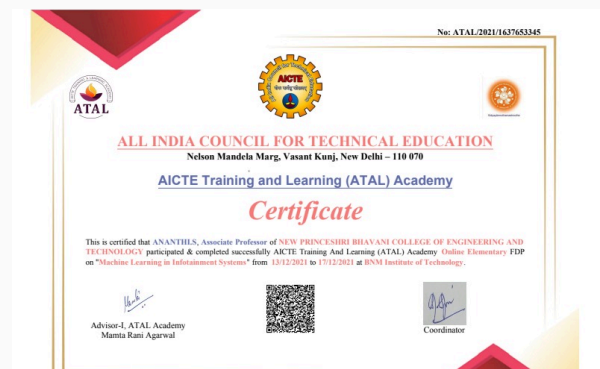 No: ATAL/2021/1637653345
AICTE
ATAL
ALL INDIA COUNCIL FOR TECHNICAL EDUCATION
Nelson Mandela Marg, Vasant Kunj, New Delhi – 110 070
AICTE Training and Learning (ATAL) Academy
Certificate
This is certified that ANANTHI.S, Associate Professor of NEW PRINCESHRI BHAVANI COLLEGE OF ENGINEERING AND
TECHNOLOGY participated & completed successfully AICTE Training And Learning (ATAL) Academy Online Elementary FDP
on "Machine Learning in Infotainment Systems" from 13/12/2021 to 17/12/2021 at BNM Institute of Technology.
Advisor-I, ATAL Academy
Mamta Rani Agarwal
Coordinator